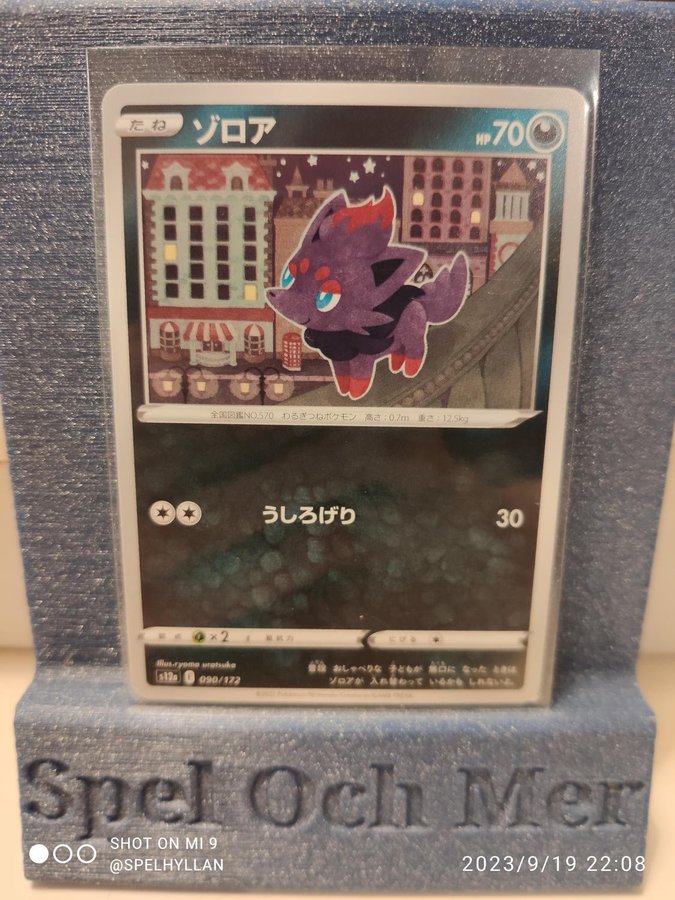 たね ゾロア HP70
全国図鑑NO.570 わるぎつねポケモン 高さ:0.7m 重さ:12.5kg
うしろげり 30
弱点 ×2 抵抗力 にげる
Illus.ryoma uratsuka
s12a F 090/172
普段 おしゃべりな 子どもが 無口に なった ときは
ゾロアが 入れ替わって いるかも しれないよ。
Spel Och Mer
SHOT ON MI 9
@SPELHYLLAN
2023/9/19 22:08